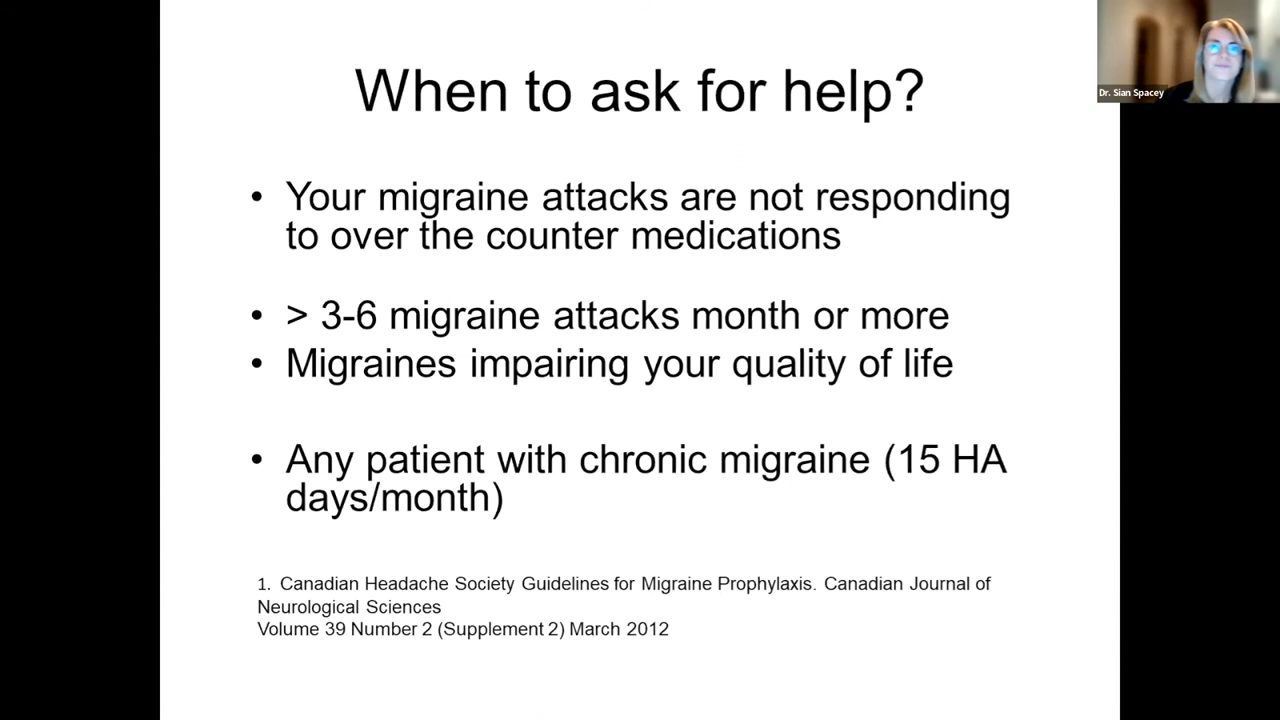 When to ask for help?
Dr. Sian Spacey
• Your migraine attacks are not responding
to over the counter medications
• > 3-6 migraine attacks month or more
• Migraines impairing your quality of life
• Any patient with chronic migraine (15 HA
days/month)
1. Canadian Headache Society Guidelines for Migraine Prophylaxis. Canadian Journal of
Neurological Sciences
Volume 39 Number 2 (Supplement 2) March 2012